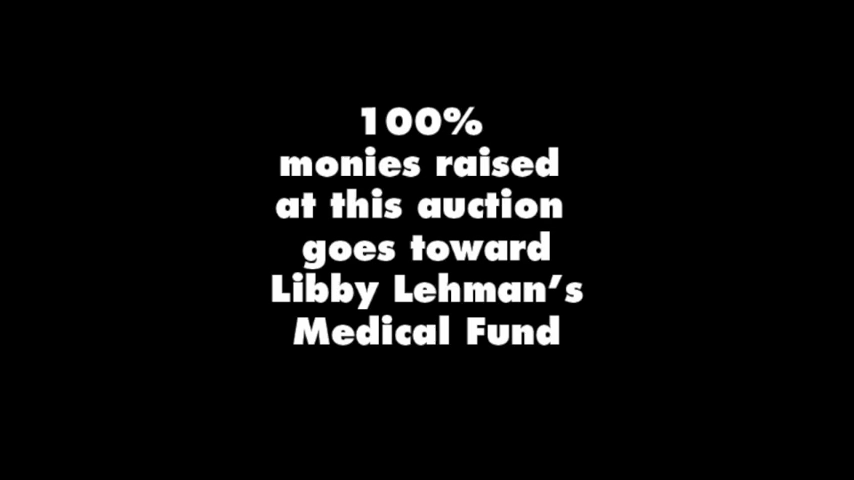 100%
monies raised
at this auction
goes toward
Libby Lehman's
Medical Fund